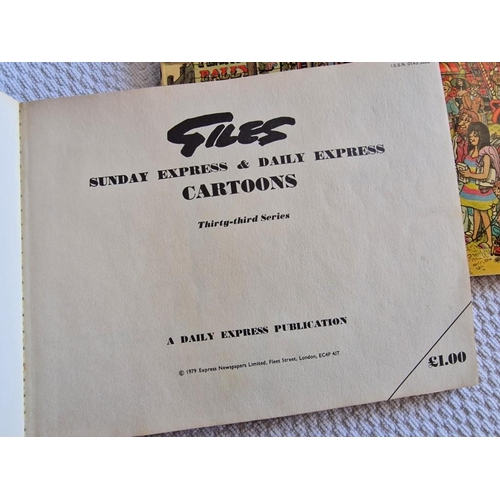 RALLY
GILES
SUNDAY EXPRESS & DAILY EXPRESS
CARTOONS
Thirty-third Series
A DAILY EXPRESS PUBLICATION
© 1979 Express Newspapers Limited, Fleet Street, London, EC4P 4JT
£1.00